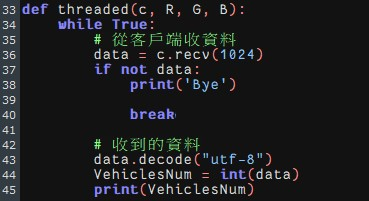 33 def threaded(c, R, G, B):
34     while True:
35         # 從客戶端收資料
36         data = c.recv(1024)
37         if not data:
38             print('Bye')
39
40             break
41
42         # 收到的資料
43         data.decode("utf-8")
44         VehiclesNum = int(data)
45         print(VehiclesNum)